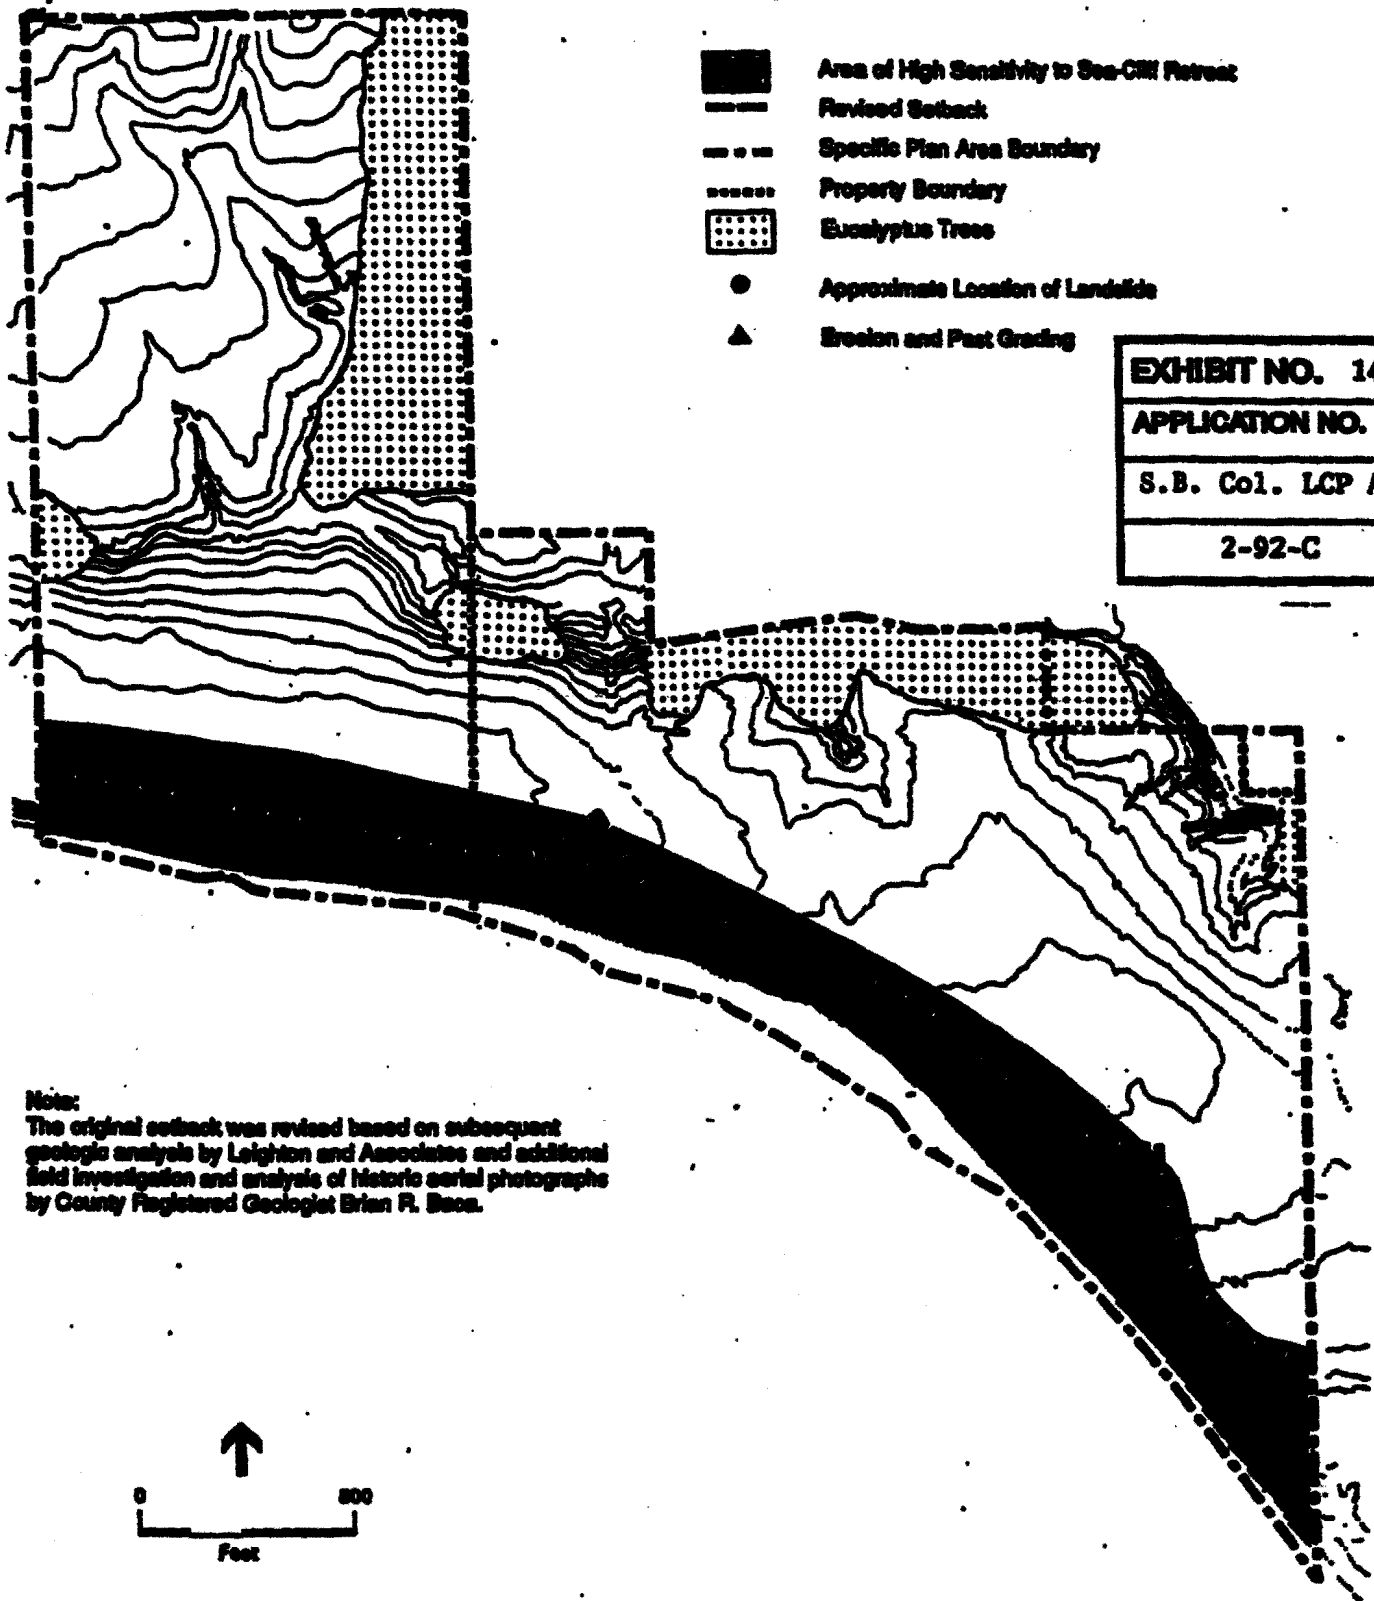 Area of High Sensitivity to Sea-Cliff Retreat
Revised Setback
Specific Plan Area Boundary
Property Boundary
Eucalyptus Trees
Approximate Location of Landslide
Erosion and Past Grading
EXHIBIT NO. 14
APPLICATION NO.
S.B. Col. LCP A
2-92-C
Note:
The original setback was revised based on subsequent
geologic analysis by Leighton and Associates and additional
field investigation and analysis of historic aerial photographs
by County Registered Geologist Brian R. Baca.
0 800
Feet